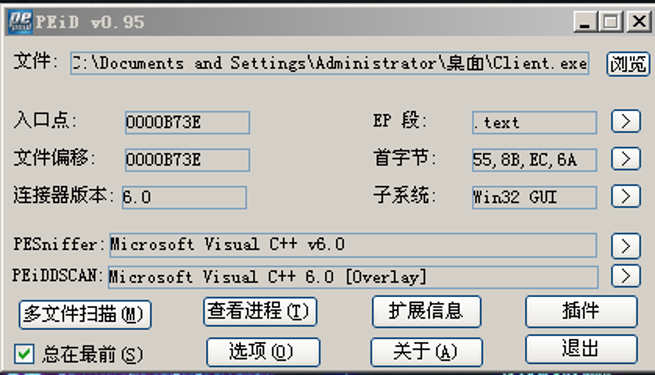 PEiD v0.95
文件: C:\Documents and Settings\Administrator\桌面\Client.exe 浏览
入口点: 0000B73E EP 段: .text >
文件偏移: 0000B73E 首字节: 55,8B,EC,6A >
连接器版本: 6.0 子系统: Win32 GUI >
PESniffer: Microsoft Visual C++ v6.0 >
PEiDDSCAN: Microsoft Visual C++ 6.0 [Overlay] >
多文件扫描(M) 查看进程(T) 扩展信息 插件
总在最前(S) 选项(O) 关于(A) 退出